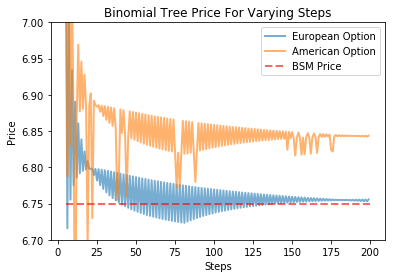 Binomial Tree Price For Varying Steps
European Option
American Option
BSM Price
7.00
6.95
6.90
6.85
6.80
6.75
6.70
Price
0
25
50
75
100
125
150
175
200
Steps